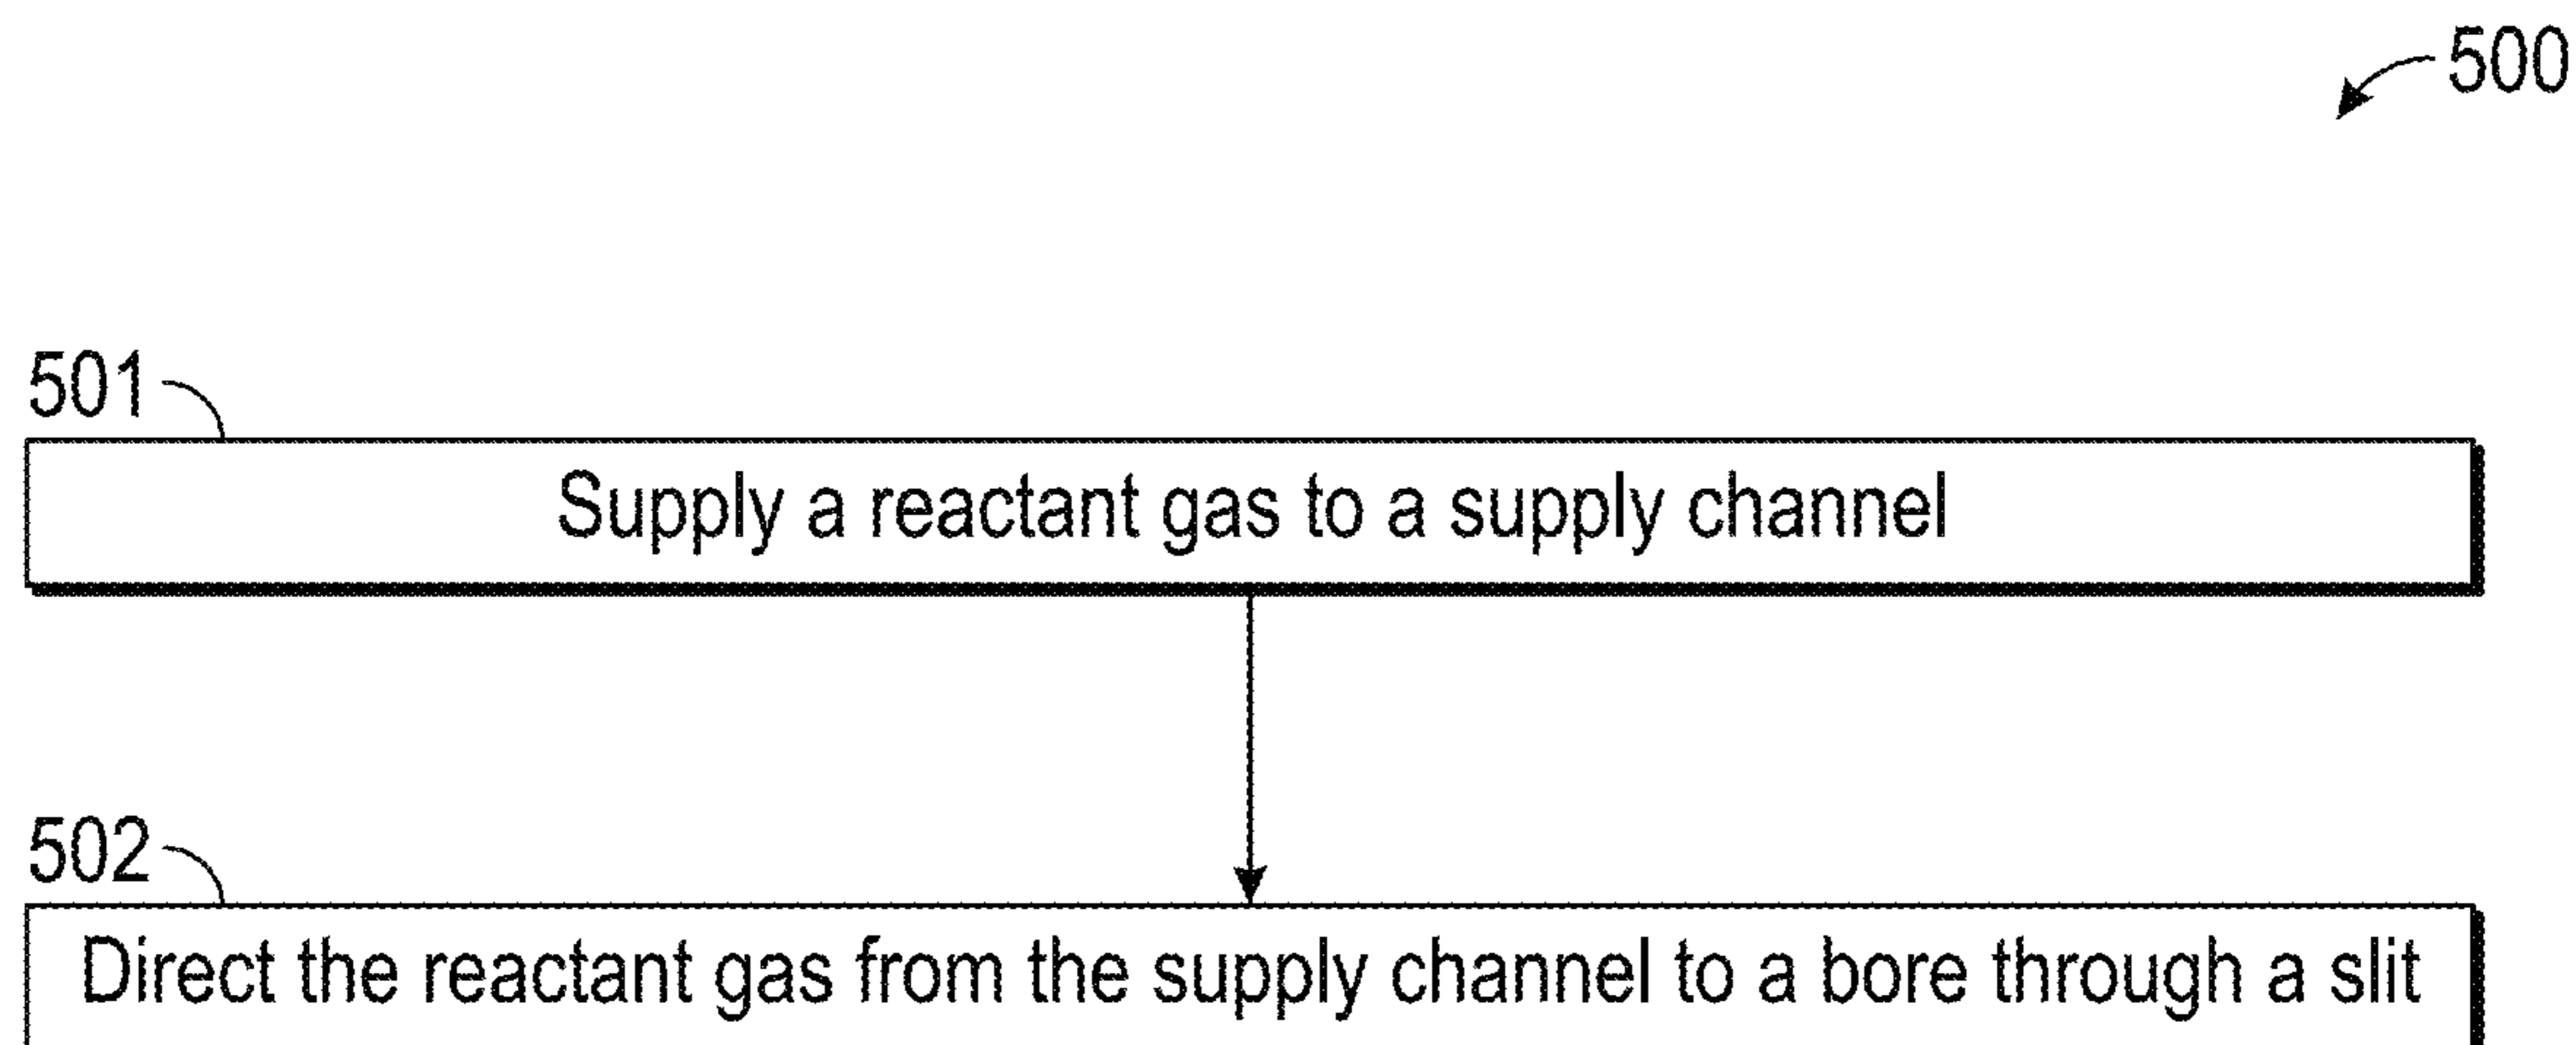 500
501
Supply a reactant gas to a supply channel
502
Direct the reactant gas from the supply channel to a bore through a slit